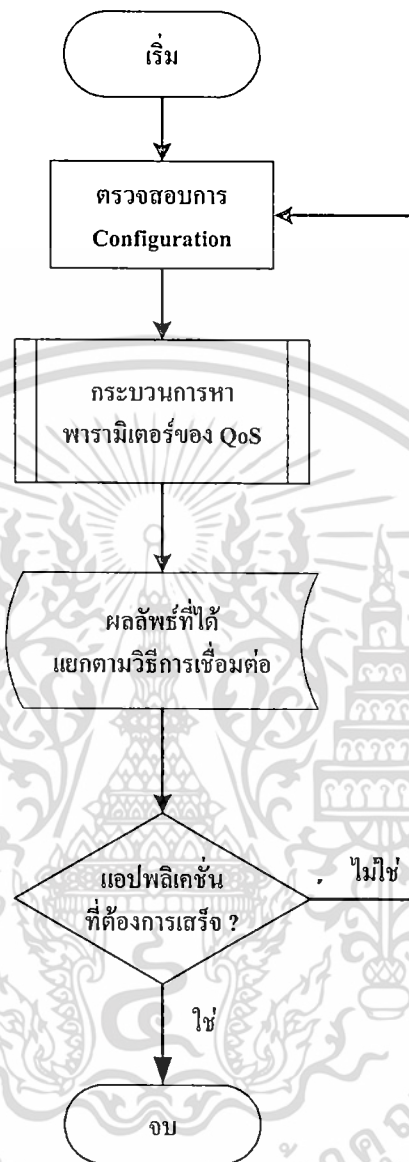 เริ่ม
ตรวจสอบการ
Configuration
กระบวนการหา
พารามิเตอร์ของ QoS
ผลลัพธ์ที่ได้
แยกตามวิธีการเชื่อมต่อ
แอปพลิเคชั่น
ที่ต้องการเสร็จ ?
ไม่ใช่
ใช่
จบ